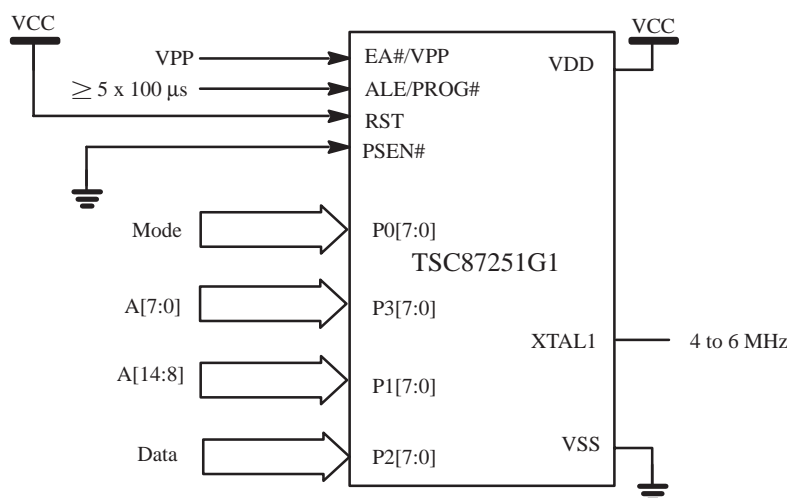 VCC
VCC
VPP
EA#/VPP
VDD
≥ 5 x 100 μs
ALE/PROG#
RST
PSEN#
Mode
P0[7:0]
TSC87251G1
A[7:0]
P3[7:0]
XTAL1
4 to 6 MHz
A[14:8]
P1[7:0]
Data
P2[7:0]
VSS